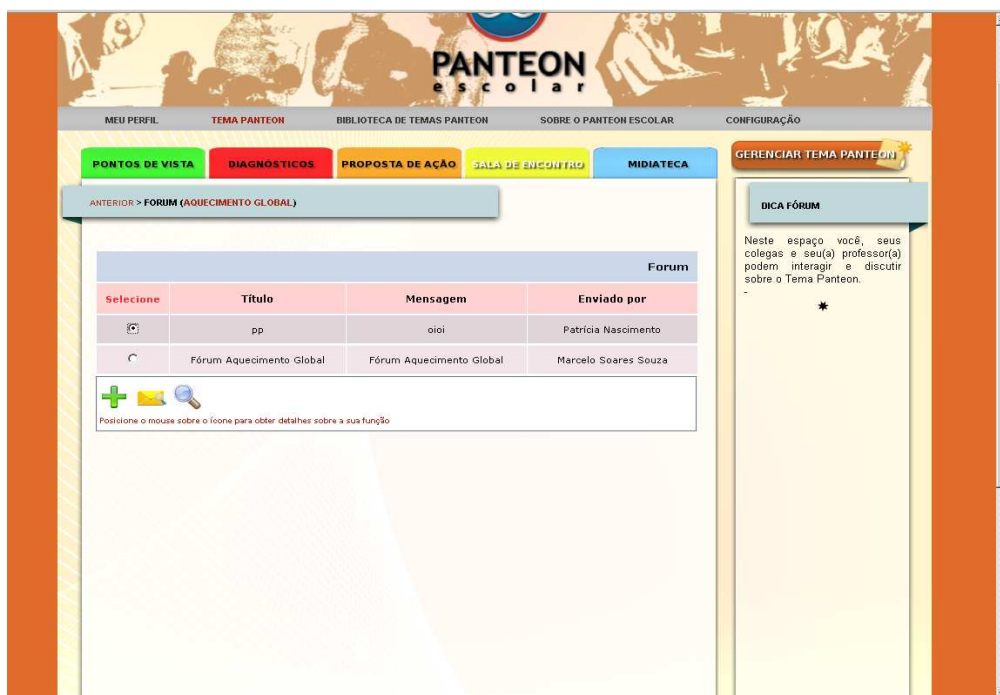 PANTEON
escolar
MEU PERFIL TEMA PANTEON BIBLIOTECA DE TEMAS PANTEON SOBRE O PANTEON ESCOLAR CONFIGURAÇÃO
PONTOS DE VISTA DIAGNÓSTICOS PROPOSTA DE AÇÃO SALA DE ENCONTRO MIDIATECA
GERENCIAR TEMA PANTEON
ANTERIOR > FORUM (AQUECIMENTO GLOBAL)
Forum
Selecione Título Mensagem Enviado por
pp oioi Patrícia Nascimento
Fórum Aquecimento Global Fórum Aquecimento Global Marcelo Soares Souza
Posicione o mouse sobre o ícone para obter detalhes sobre a sua função
DICA FÓRUM
Neste espaço você, seus
colegas e seu(a) professor(a)
podem interagir e discutir
sobre o Tema Panteon.
-